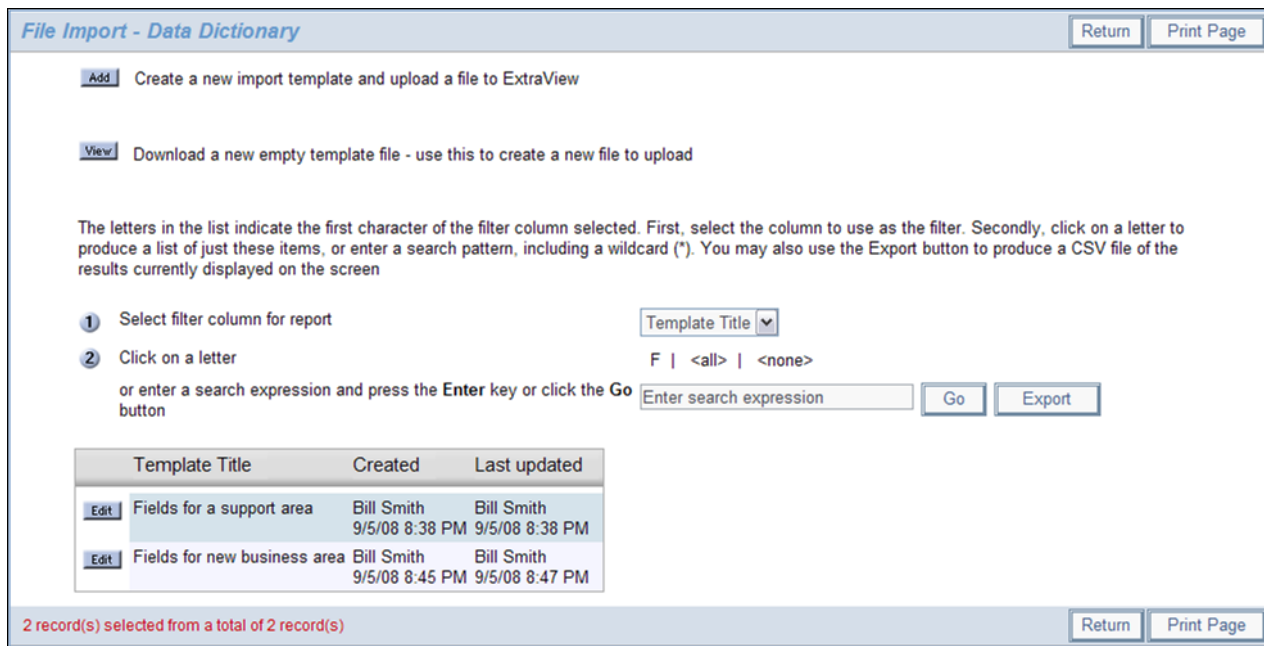 File Import - Data Dictionary
Return
Print Page
Add
Create a new import template and upload a file to ExtraView
View
Download a new empty template file - use this to create a new file to upload
The letters in the list indicate the first character of the filter column selected. First, select the column to use as the filter. Secondly, click on a letter to
produce a list of just these items, or enter a search pattern, including a wildcard (*). You may also use the Export button to produce a CSV file of the
results currently displayed on the screen
1 Select filter column for report
Template Title
2 Click on a letter
F | <all> | <none>
or enter a search expression and press the Enter key or click the Go
button
Enter search expression
Go
Export
Template Title Created Last updated
Edit Fields for a support area Bill Smith Bill Smith
9/5/08 8:38 PM 9/5/08 8:38 PM
Edit Fields for new business area Bill Smith Bill Smith
9/5/08 8:45 PM 9/5/08 8:47 PM
2 record(s) selected from a total of 2 record(s)
Return
Print Page